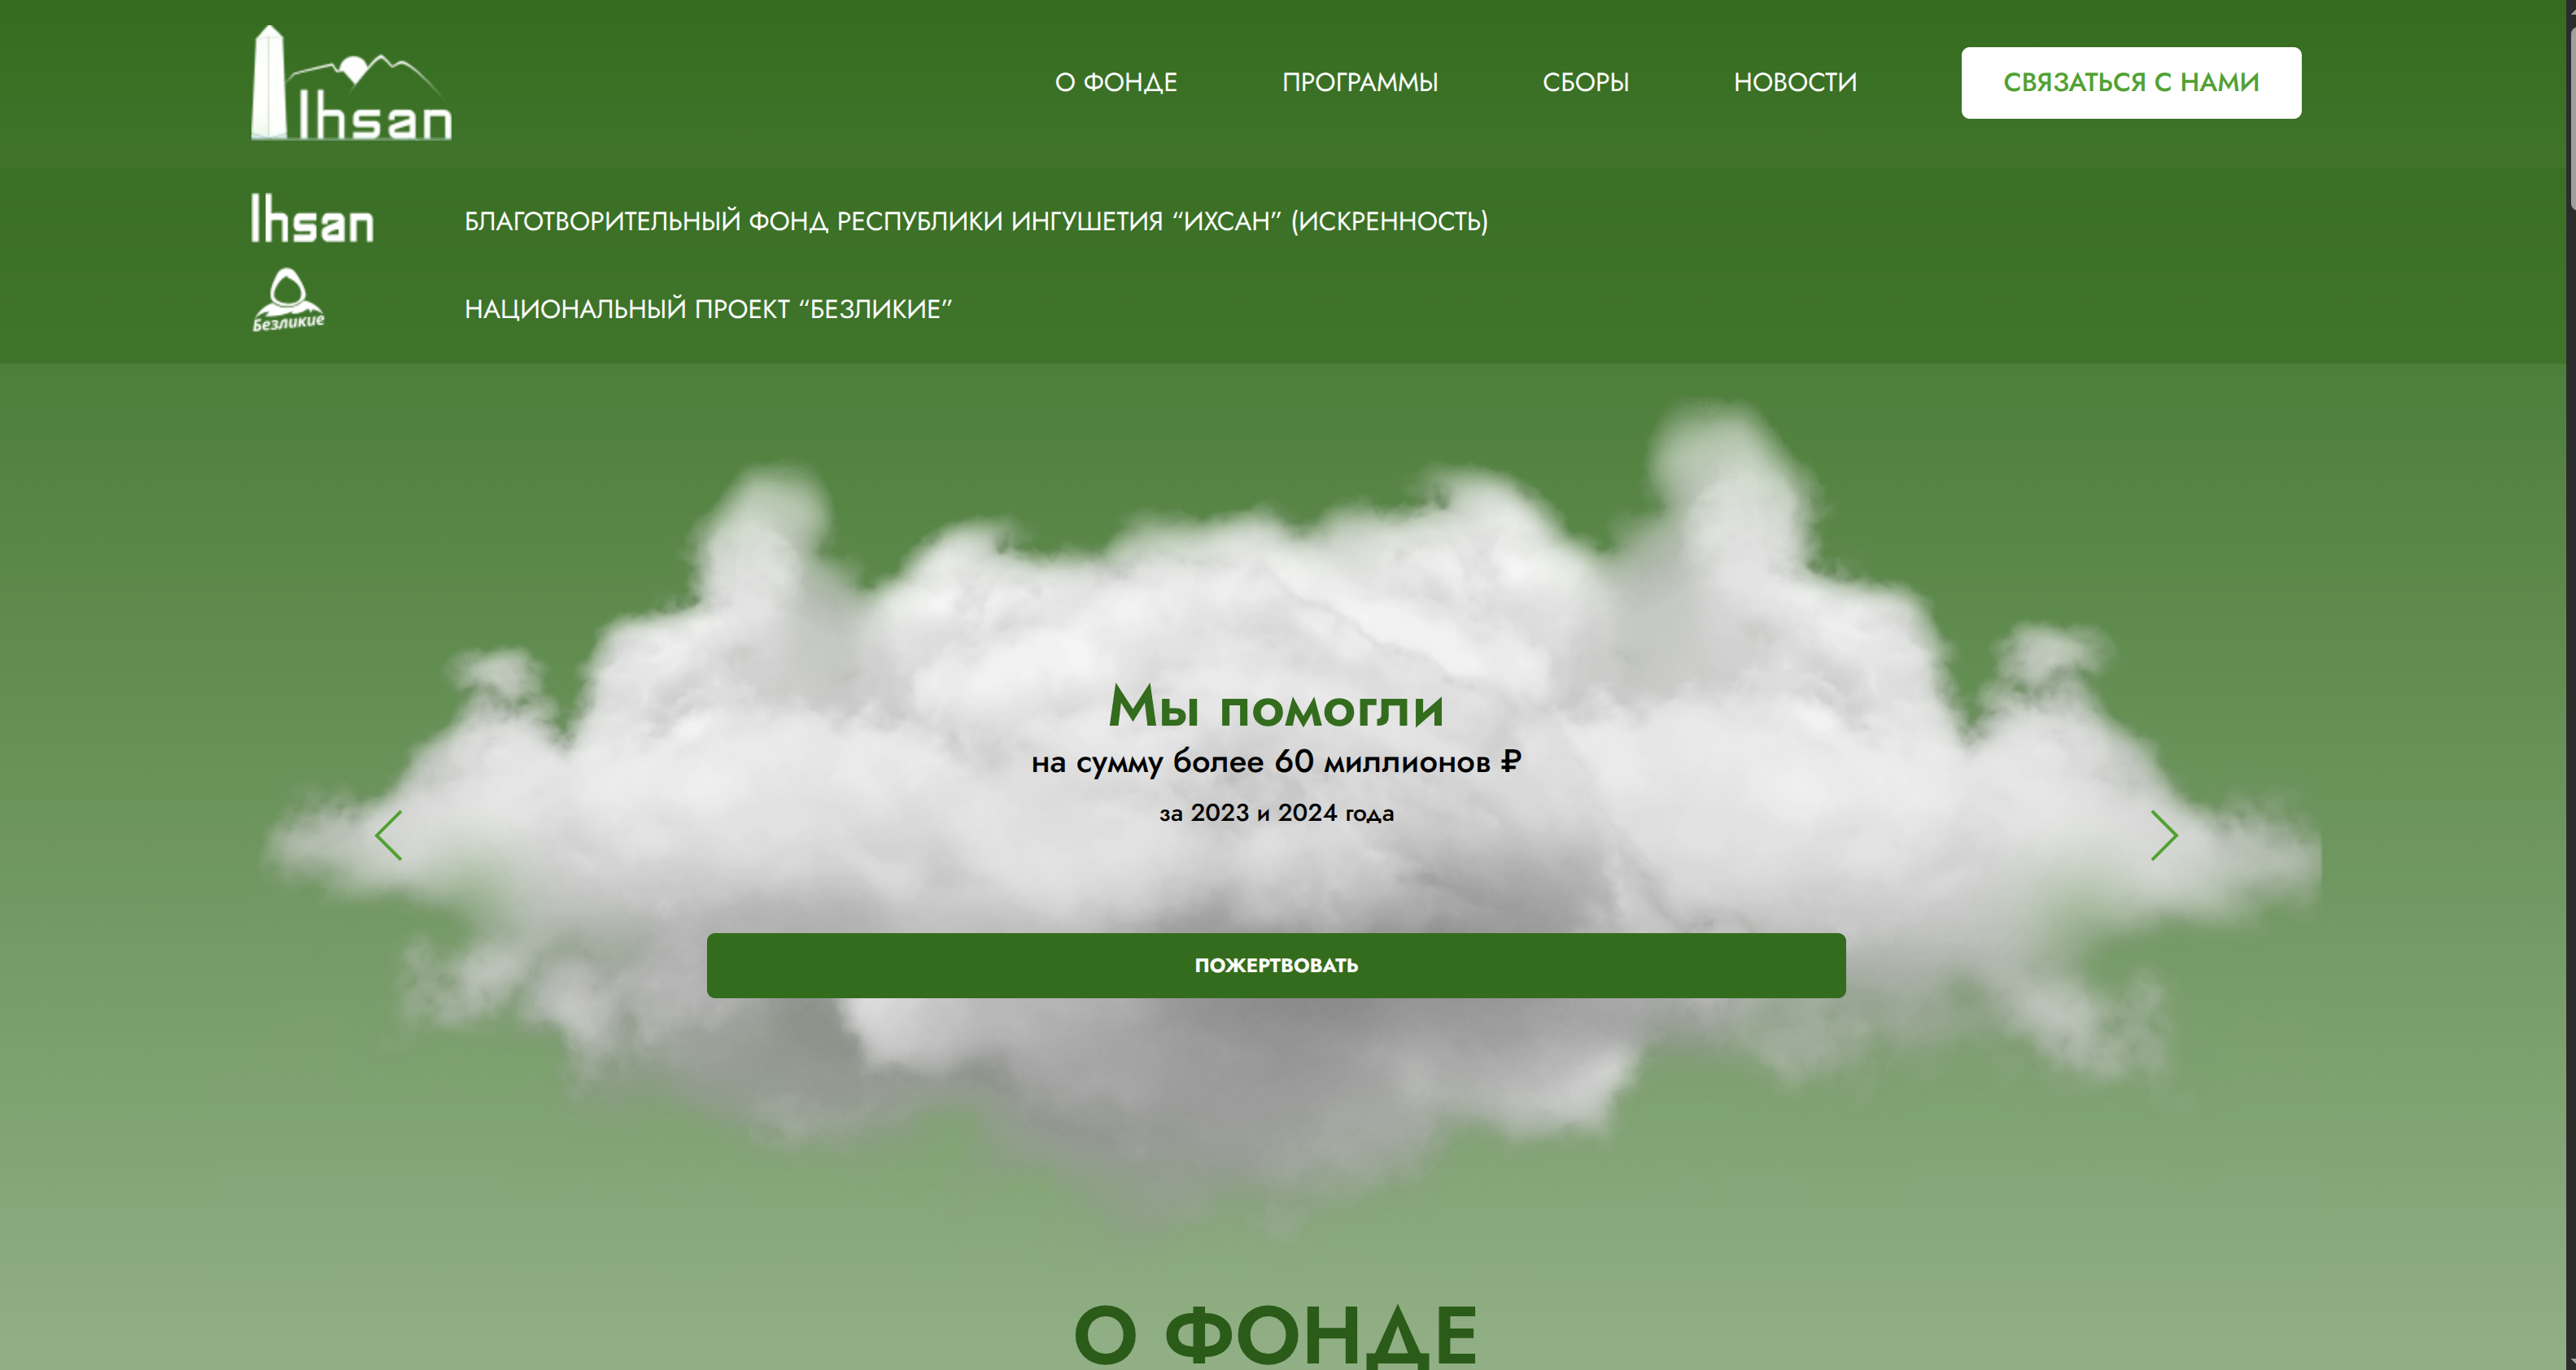 Ihsan
О ФОНДЕ
ПРОГРАММЫ
СБОРЫ
НОВОСТИ
СВЯЗАТЬСЯ С НАМИ
Ihsan
БЛАГОТВОРИТЕЛЬНЫЙ ФОНД РЕСПУБЛИКИ ИНГУШЕТИЯ “ИХСАН” (ИСКРЕННОСТЬ)
Безликие
НАЦИОНАЛЬНЫЙ ПРОЕКТ “БЕЗЛИКИЕ”
Мы помогли
на сумму более 60 миллионов ₽
за 2023 и 2024 года
ПОЖЕРТВОВАТЬ
О ФОНДЕ